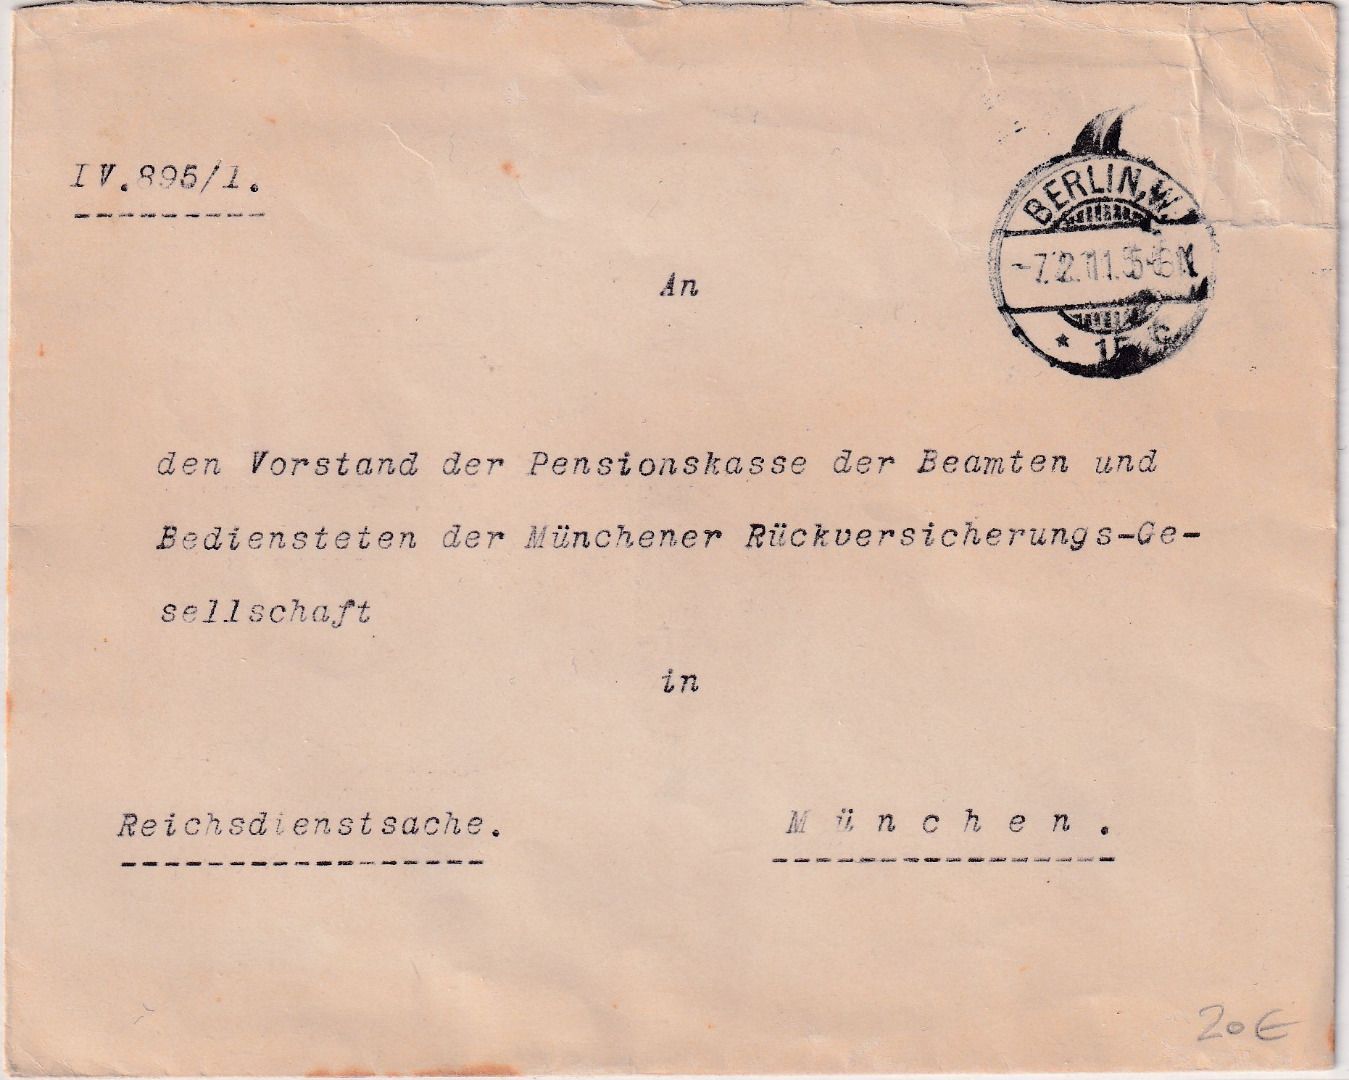 IV.895/1.
BERLIN, W.
-7.2.11. 5-6N
* 15 c
An
den Vorstand der Pensionskasse der Beamten und
Bediensteten der Münchener Rückversicherungs-Ge-
sellschaft
in
Reichsdienstsache.
München.
20€